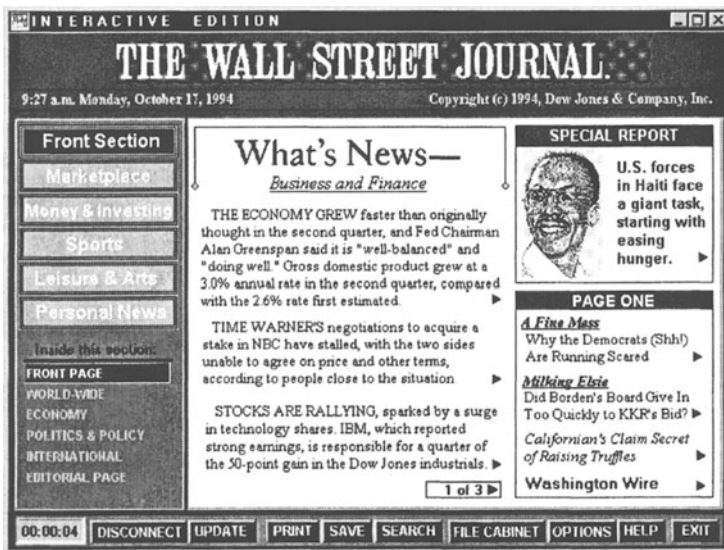 INTERACTIVE EDITION
THE WALL STREET JOURNAL.
9:27 a.m. Monday, October 17, 1994
Copyright (c) 1994, Dow Jones & Company, Inc.
Front Section
Marketplace
Money & Investing
Sports
Leisure & Arts
Personal News
Inside this section:
FRONT PAGE
WORLD-WIDE
ECONOMY
POLITICS & POLICY
INTERNATIONAL
EDITORIAL PAGE
What's News—
Business and Finance
THE ECONOMY GREW faster than originally
thought in the second quarter, and Fed Chairman
Alan Greenspan said it is "well-balanced" and
"doing well." Gross domestic product grew at a
3.0% annual rate in the second quarter, compared
with the 2.6% rate first estimated.
TIME WARNER'S negotiations to acquire a
stake in NBC have stalled, with the two sides
unable to agree on price and other terms,
according to people close to the situation
STOCKS ARE RALLYING, sparked by a surge
in technology shares. IBM, which reported
strong earnings, is responsible for a quarter of
the 50-point gain in the Dow Jones industrials.
1 of 3
SPECIAL REPORT
U.S. forces
in Haiti face
a giant task,
starting with
easing
hunger.
PAGE ONE
A Fine Mess
Why the Democrats (Shh!)
Are Running Scared
Milking Elsie
Did Borden's Board Give In
Too Quickly to KKR's Bid?
Californian's Claim Secret
of Raising Truffles
Washington Wire
00:00:04 DISCONNECT UPDATE PRINT SAVE SEARCH FILE CABINET OPTIONS HELP EXIT